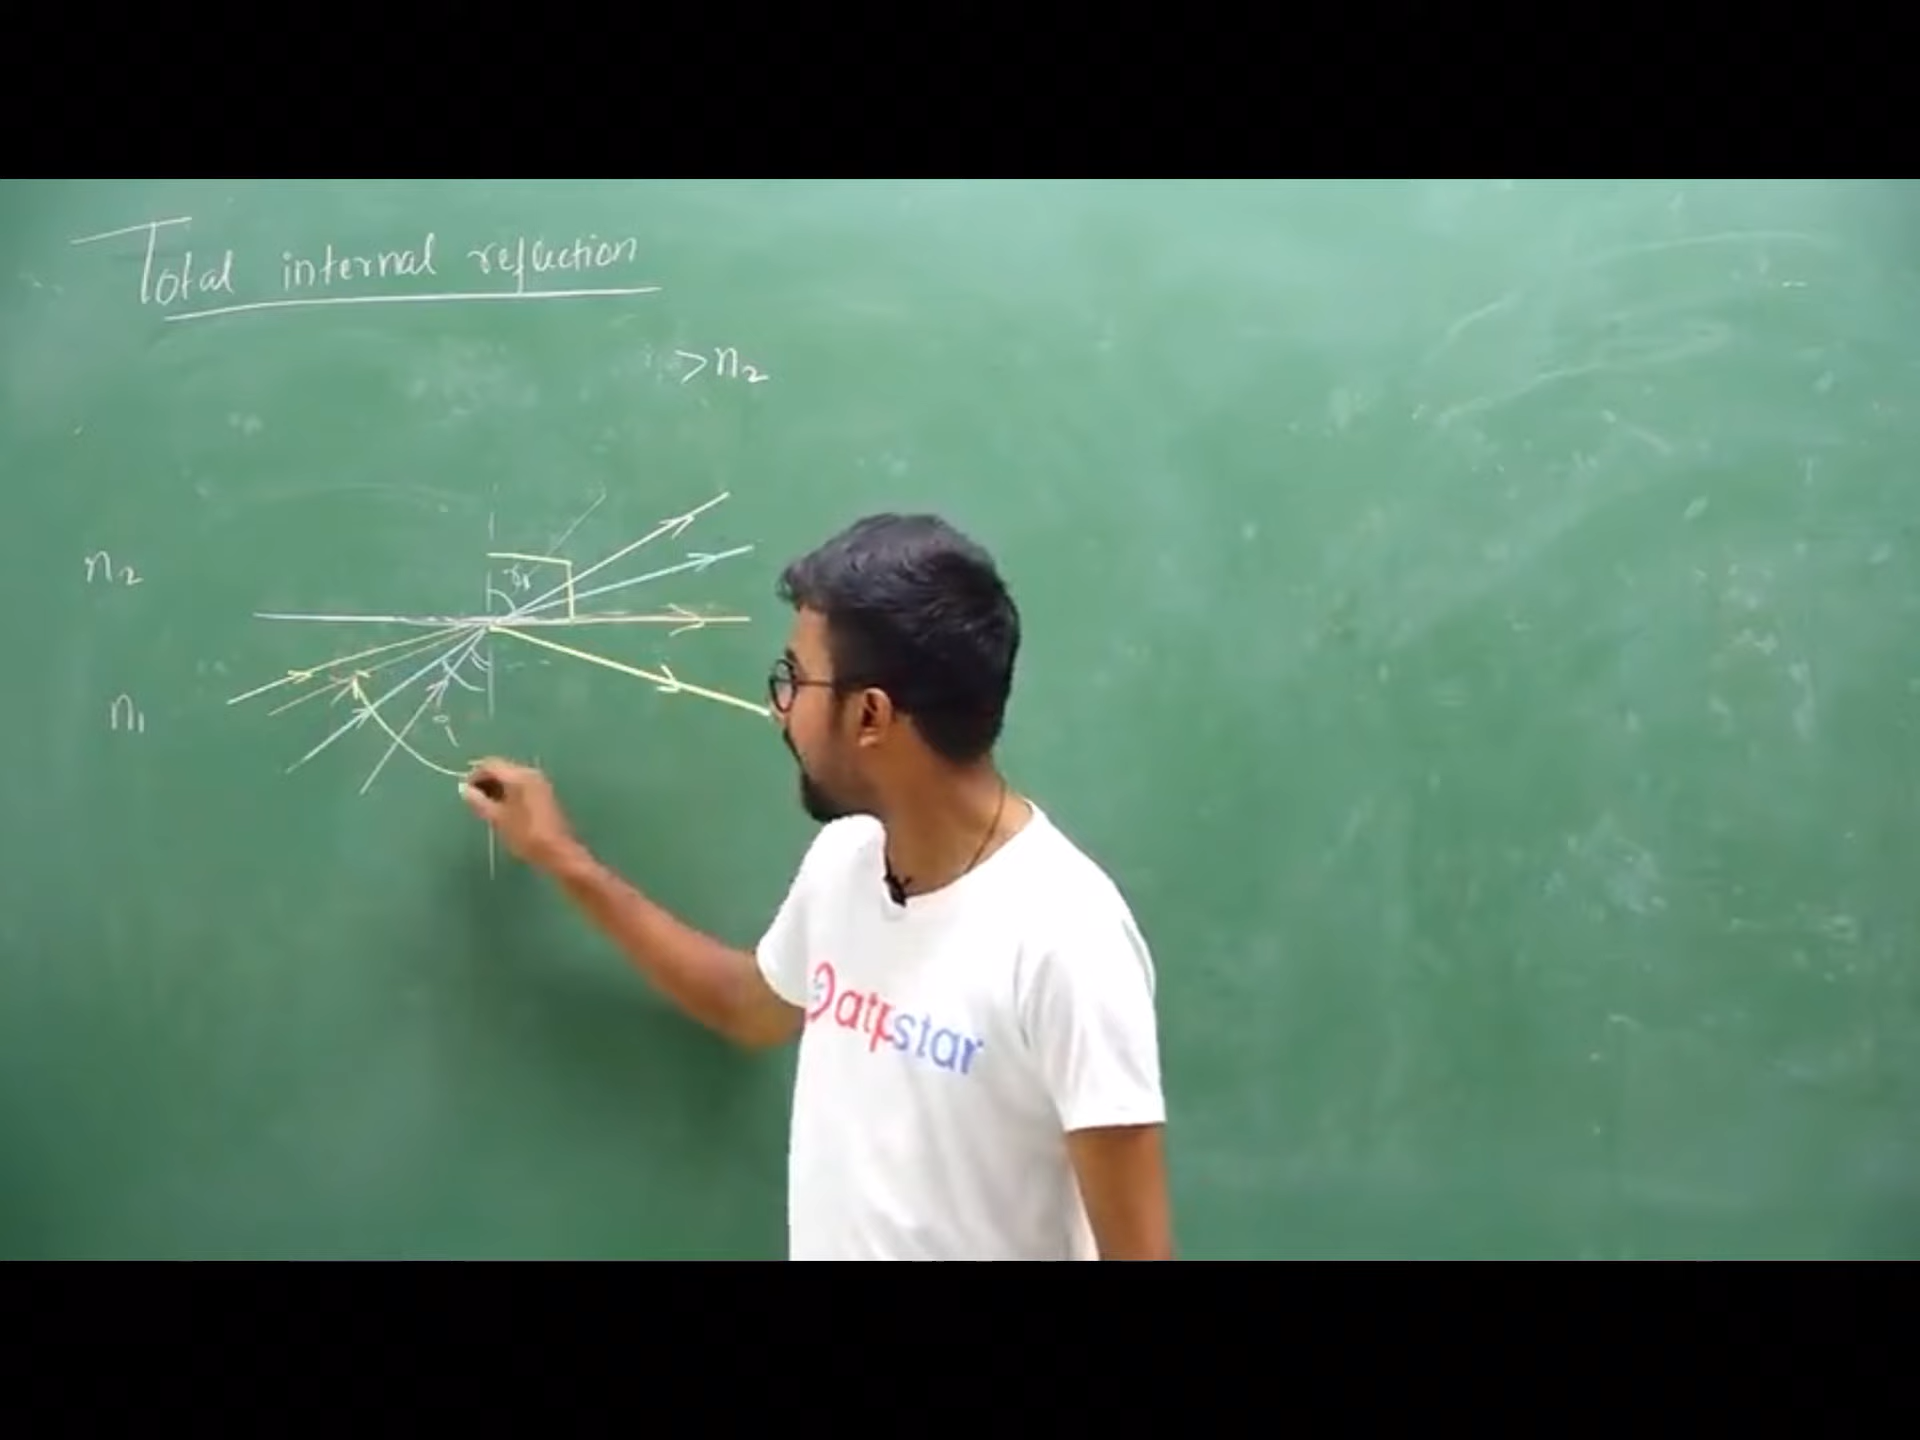 Total internal reflection
> n₂
n₂
r
n₁
i
atpstar